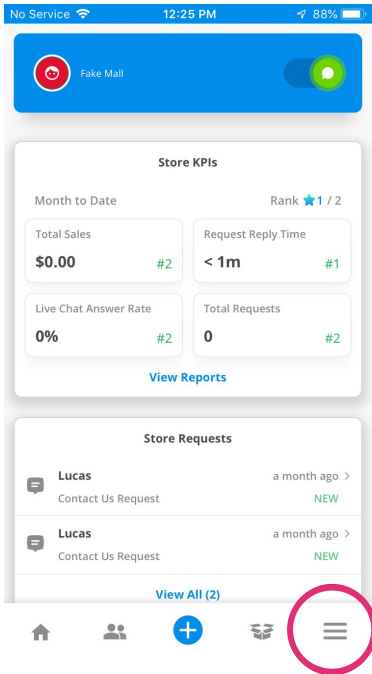 No Service 12:25 PM 88%
Fake Mall
Store KPIs
Month to Date Rank 1 / 2
Total Sales
$0.00 #2
Request Reply Time
< 1m #1
Live Chat Answer Rate
0% #2
Total Requests
0 #2
View Reports
Store Requests
Lucas a month ago
Contact Us Request NEW
Lucas a month ago
Contact Us Request NEW
View All (2)